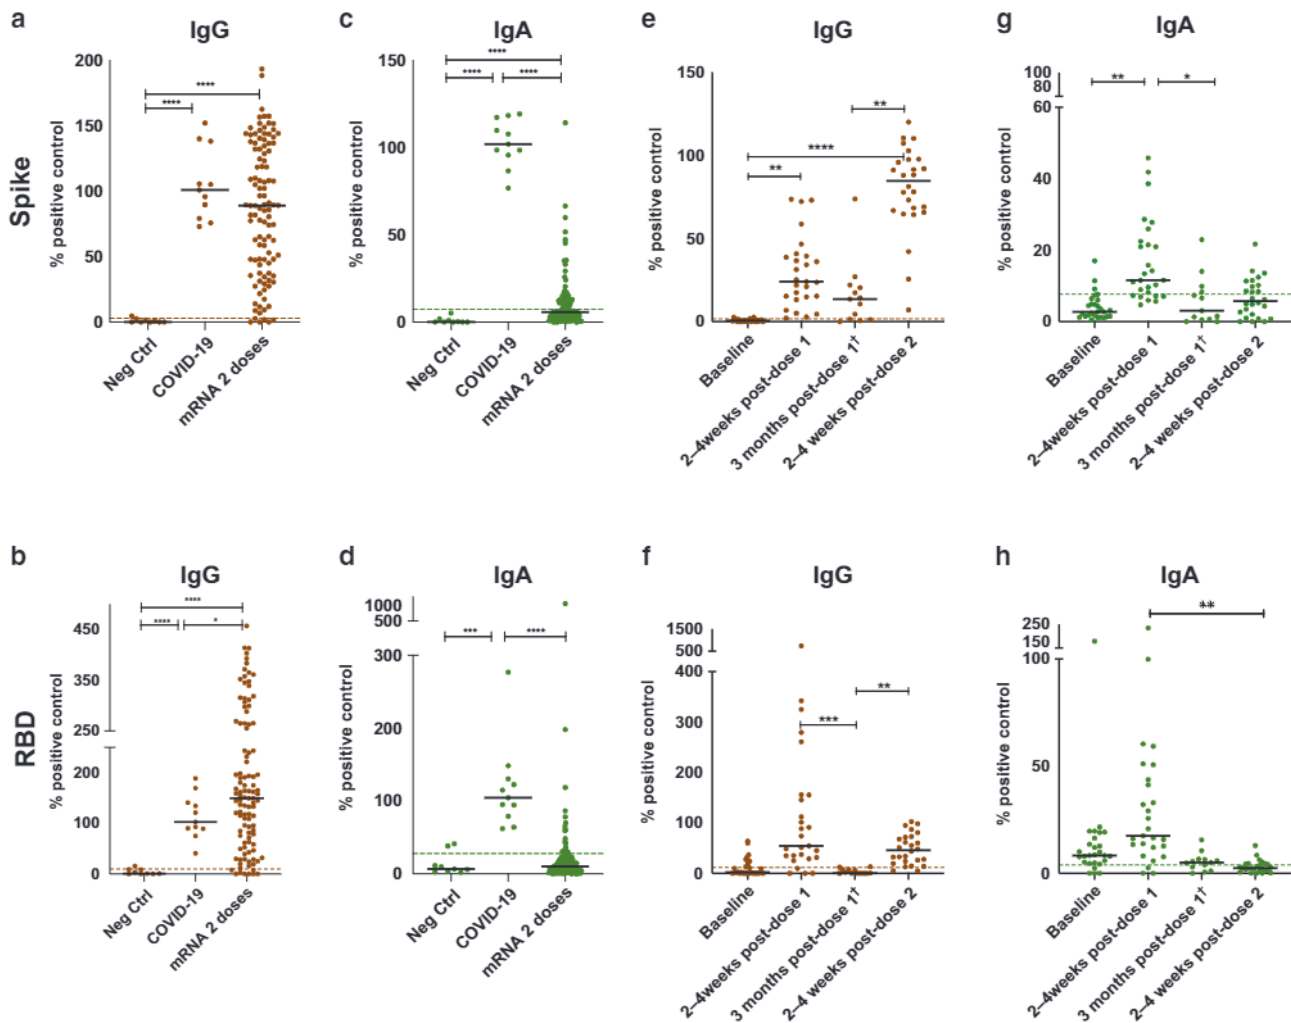 a
IgG
Spike
% positive control
200
150
100
50
0
****
****
Neg Ctrl
COVID-19
mRNA 2 doses
c
IgA
% positive control
150
100
50
0
****
****
****
Neg Ctrl
COVID-19
mRNA 2 doses
e
IgG
% positive control
150
100
50
0
**
****
**
Baseline
2–4weeks post-dose 1
3 months post-dose 1†
2–4 weeks post-dose 2
g
IgA
% positive control
100
80
60
40
20
0
**
*
Baseline
2–4weeks post-dose 1
3 months post-dose 1†
2–4 weeks post-dose 2
b
IgG
RBD
% positive control
450
350
250
200
100
0
****
****
*
Neg Ctrl
COVID-19
mRNA 2 doses
d
IgA
% positive control
1000
500
300
200
100
0
***
****
Neg Ctrl
COVID-19
mRNA 2 doses
f
IgG
% positive control
1500
500
400
300
200
100
0
**
***
Baseline
2–4weeks post-dose 1
3 months post-dose 1†
2–4 weeks post-dose 2
h
IgA
% positive control
250
150
100
50
0
**
Baseline
2–4weeks post-dose 1
3 months post-dose 1†
2–4 weeks post-dose 2